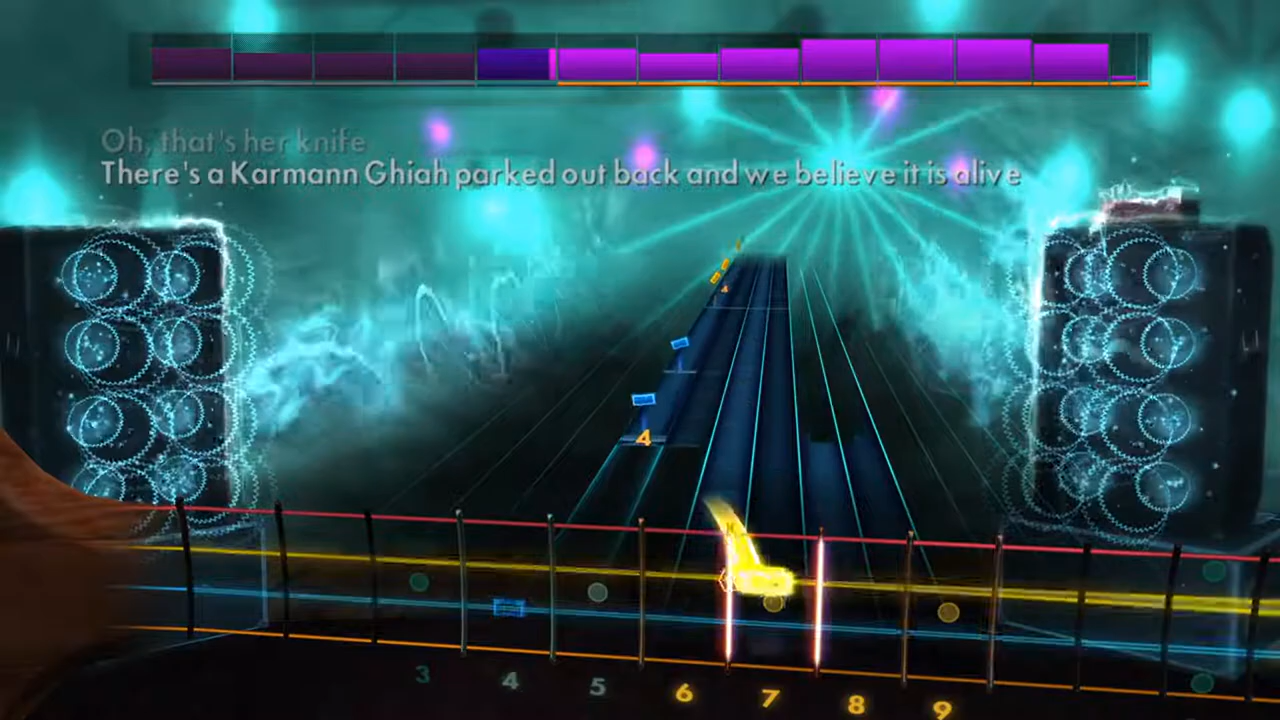 Oh, that's her knife
There's a Karmann Ghiah parked out back and we believe it is alive
4
4
3 4 5 6 7 8 9